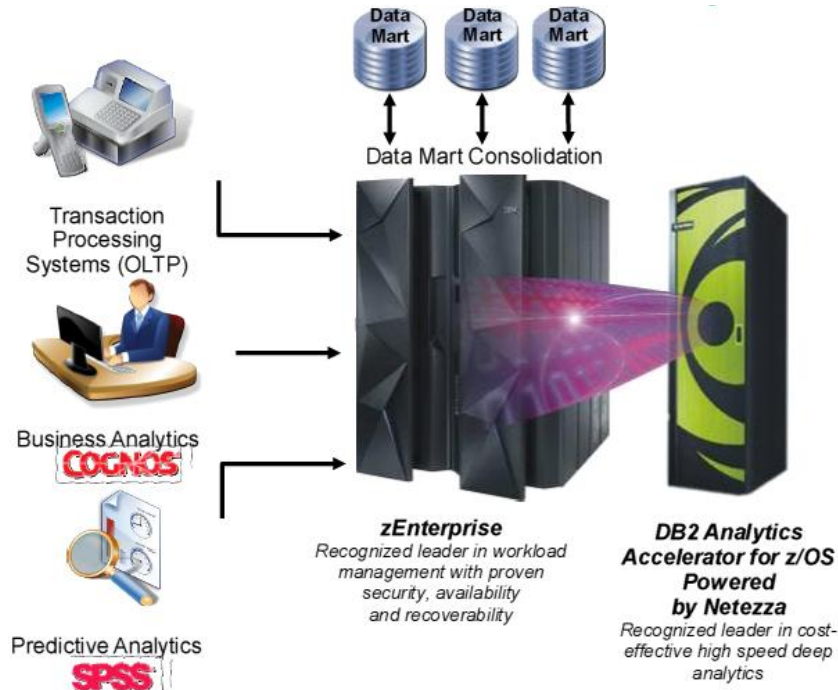 Data
Mart
Data
Mart
Data
Mart
Data Mart Consolidation
Transaction
Processing
Systems (OLTP)
Business Analytics
COGNOS
Predictive Analytics
SPSS
IBM
zEnterprise
Recognized leader in workload
management with proven
security, availability
and recoverability
DB2 Analytics
Accelerator for z/OS
Powered
by Netezza
Recognized leader in cost-
effective high speed deep
analytics